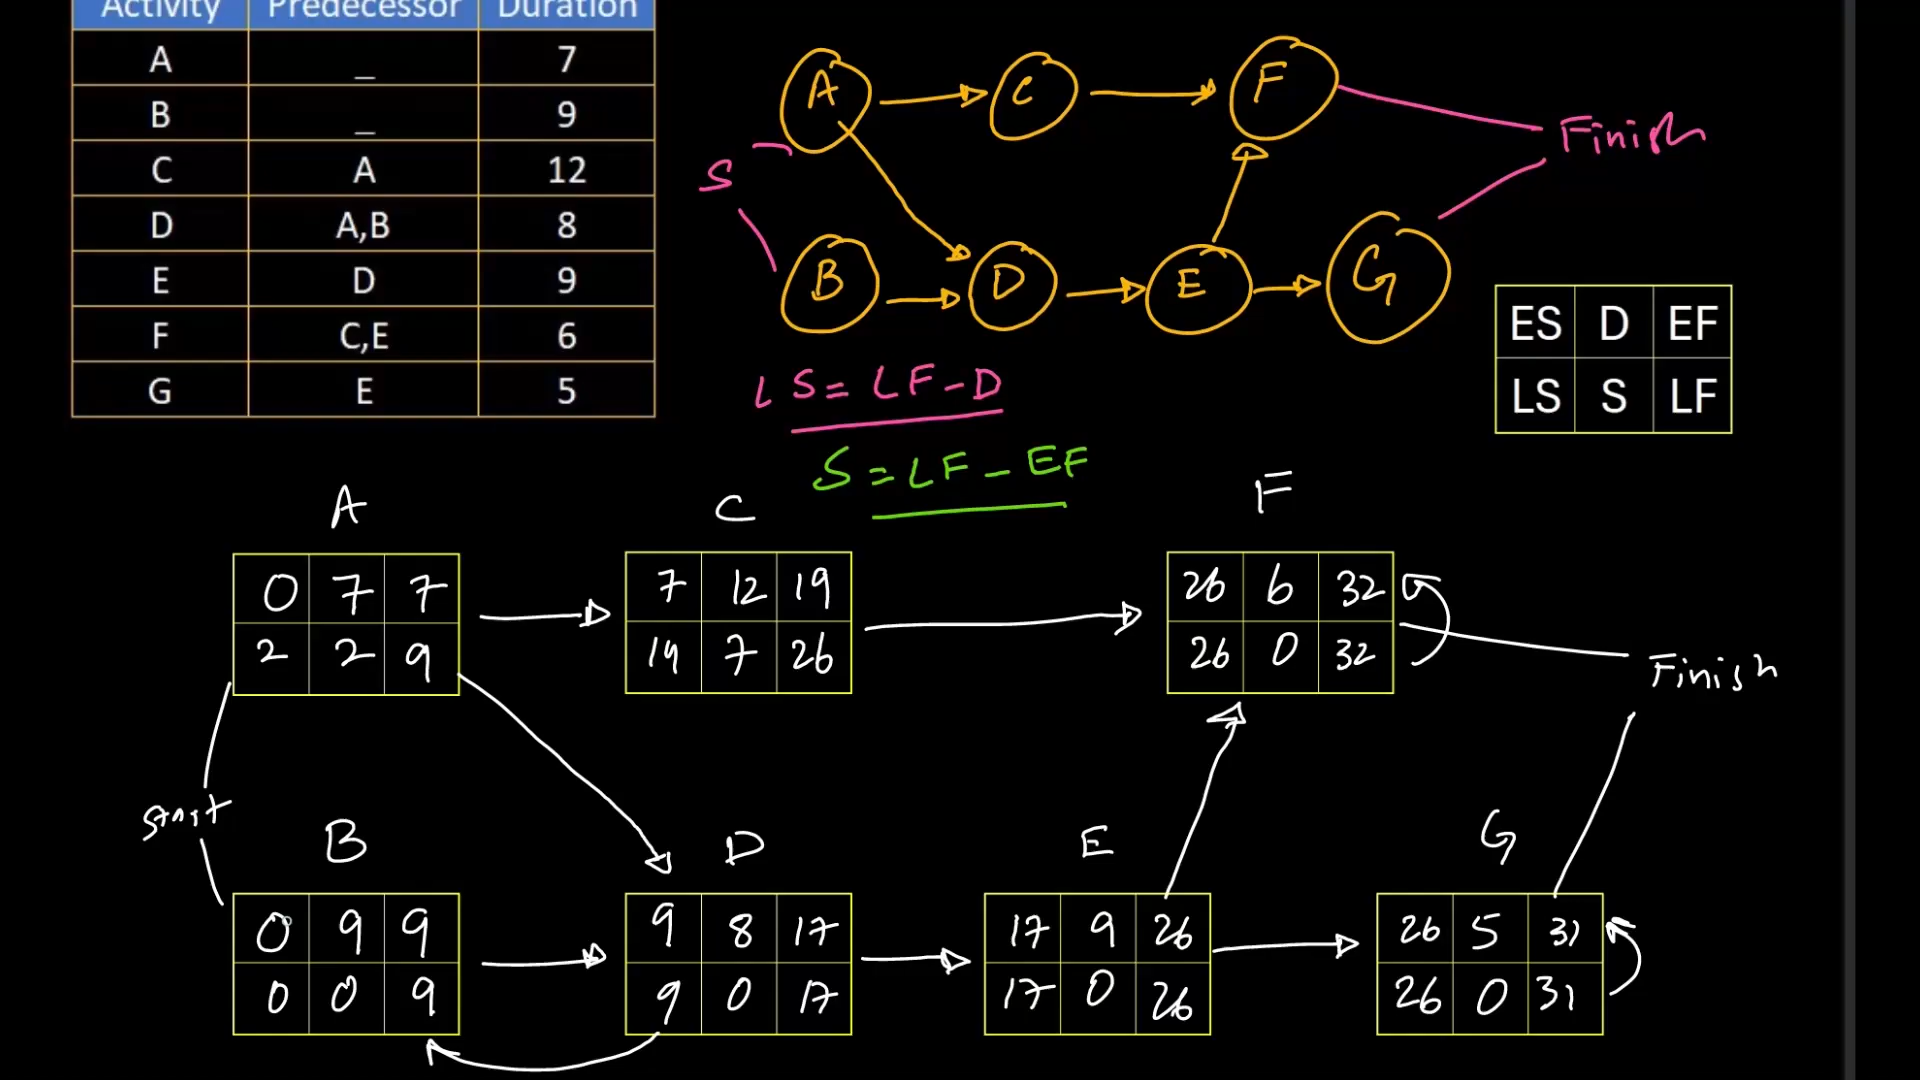 Activity Predecessor Duration
A _ 7
B _ 9
C A 12
D A,B 8
E D 9
F C,E 6
G E 5
A C F
S Finish
B D E G
ES D EF
LS S LF
LS=LF-D
S=LF-EF
A C F
0 7 7
2 2 9
7 12 19
14 7 26
26 6 32
26 0 32
Finish
Start
B D E G
0 9 9
0 0 9
9 8 17
9 0 17
17 9 26
17 0 26
26 5 31
26 0 31